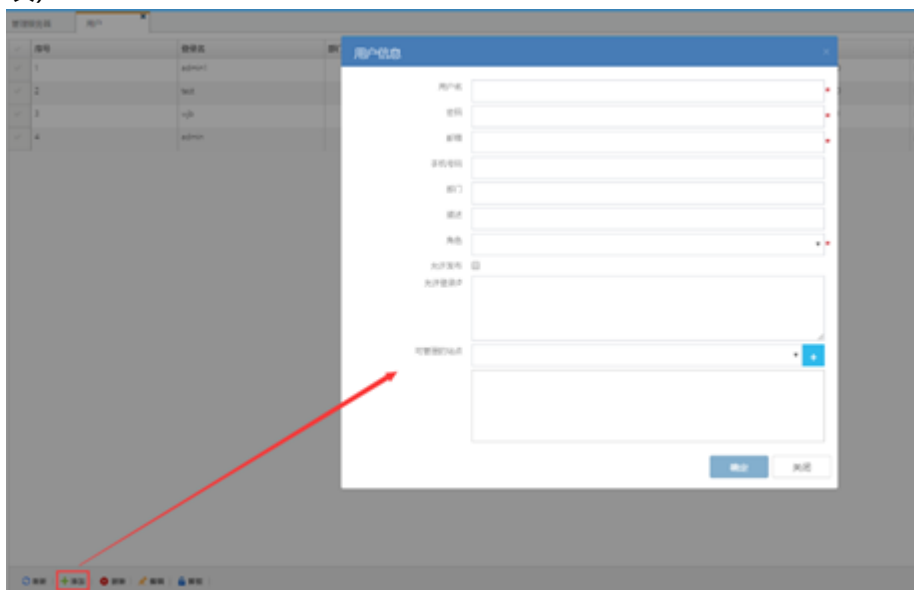 用户
序号 登录名 部门
1 admin1
2 test
3
4 admin
用户信息
用户名 *
密码 *
邮箱 *
手机号码
部门
描述
角色 *
允许发布
允许登录IP
可管理的站点
+
确定 关闭
刷新 添加 删除 编辑